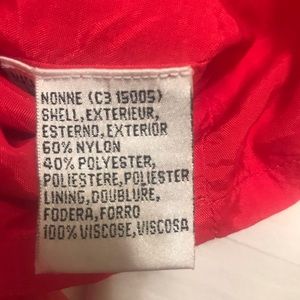 NONNE (C3 15005)
SHELL,EXTERIEUR,
ESTERNO,EXTERIOR
60% NYLON
40% POLYESTER,
POLIESTERE,POLIESTER
LINING,DOUBLURE,
FODERA,FORRO
100% VISCOSE,VISCOSA